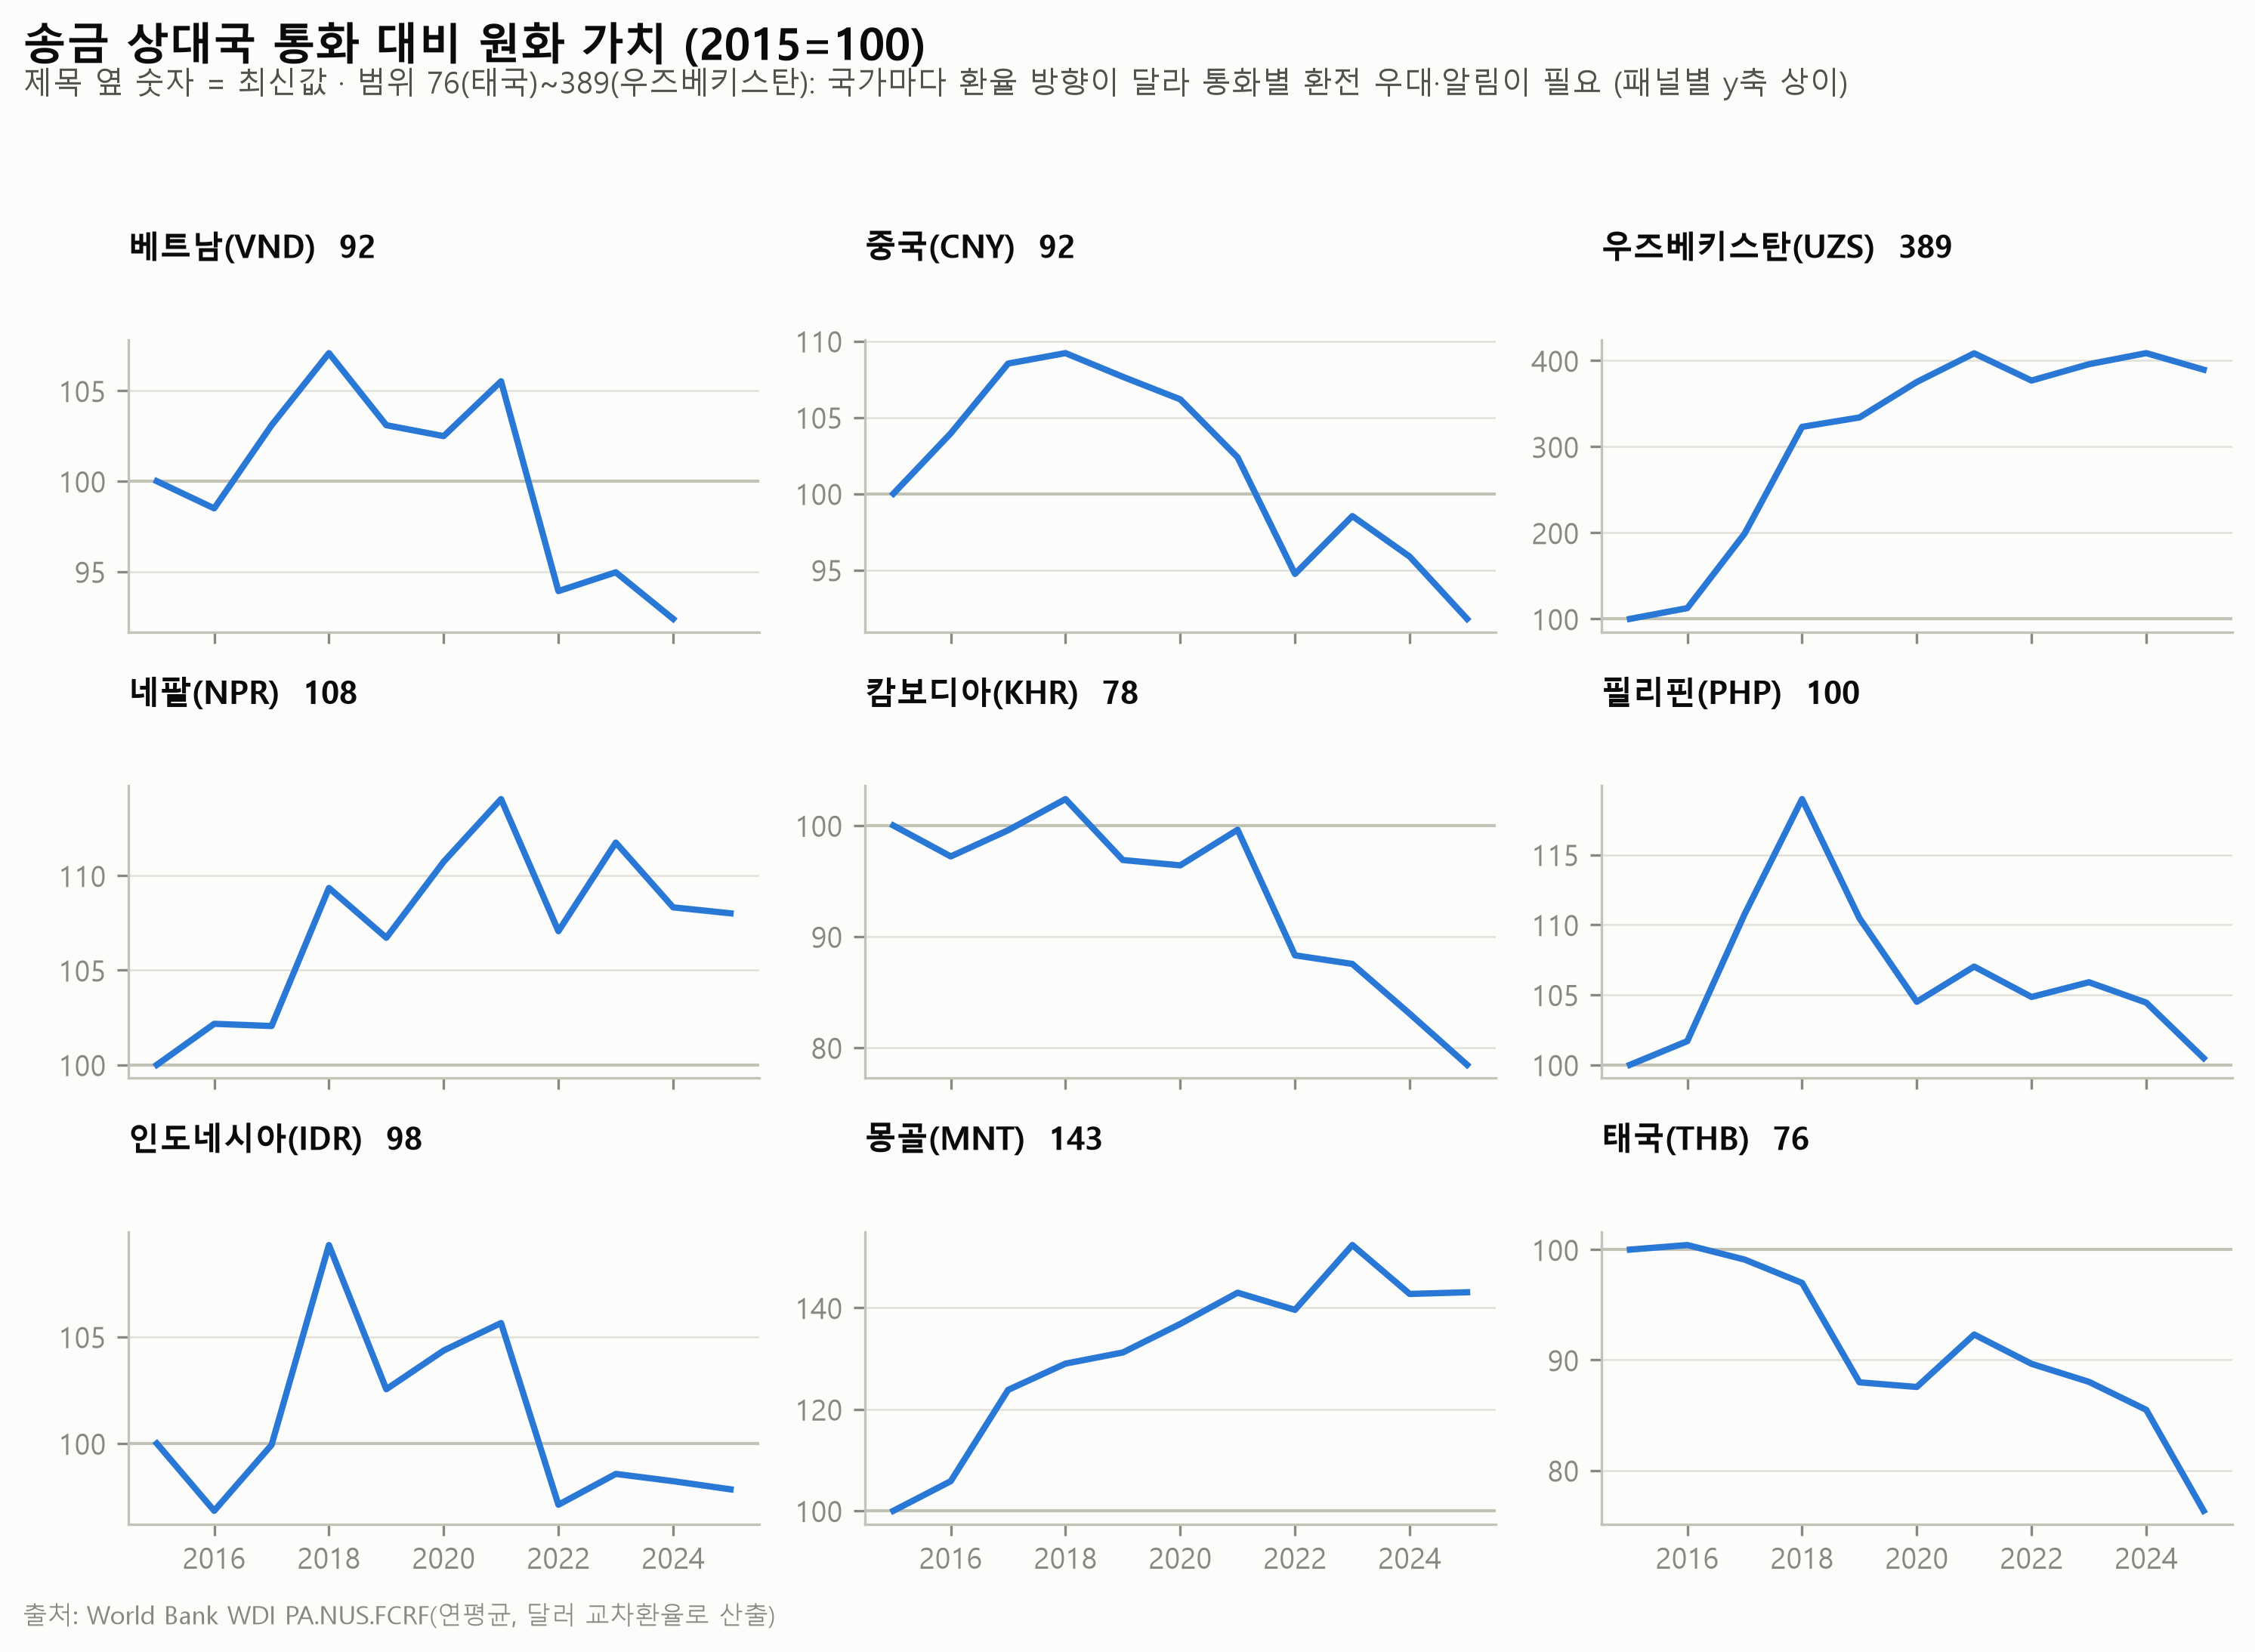 송금 상대국 통화 대비 원화 가치 (2015=100)
제목 옆 숫자 = 최신값 · 범위 76(태국)~389(우즈베키스탄): 국가마다 환율 방향이 달라 통화별 환전 우대·알림이 필요 (패널별 y축 상이)
베트남(VND) 92
105
100
95
중국(CNY) 92
110
105
100
95
우즈베키스탄(UZS) 389
400
300
200
100
네팔(NPR) 108
110
105
100
캄보디아(KHR) 78
100
90
80
필리핀(PHP) 100
115
110
105
100
인도네시아(IDR) 98
105
100
2016 2018 2020 2022 2024
몽골(MNT) 143
140
120
100
2016 2018 2020 2022 2024
태국(THB) 76
100
90
80
2016 2018 2020 2022 2024
출처: World Bank WDI PA.NUS.FCRF(연평균, 달러 교차환율로 산출)